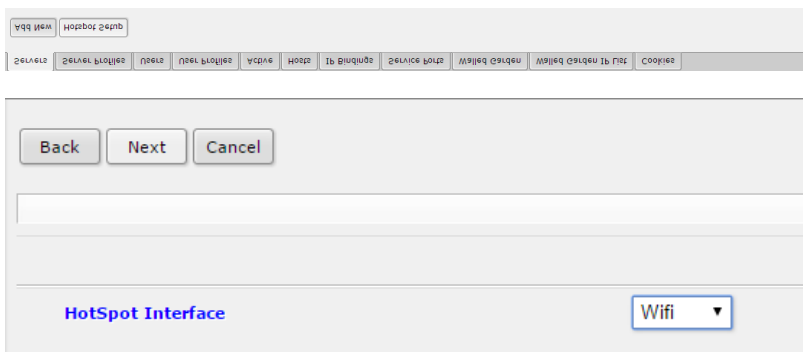 Add New Hotspot Setup
Servers Server Profiles Users User Profiles Active Hosts IP Bindings Service Ports Walled Garden Walled Garden IP List Cookies
Back Next Cancel
HotSpot Interface Wifi